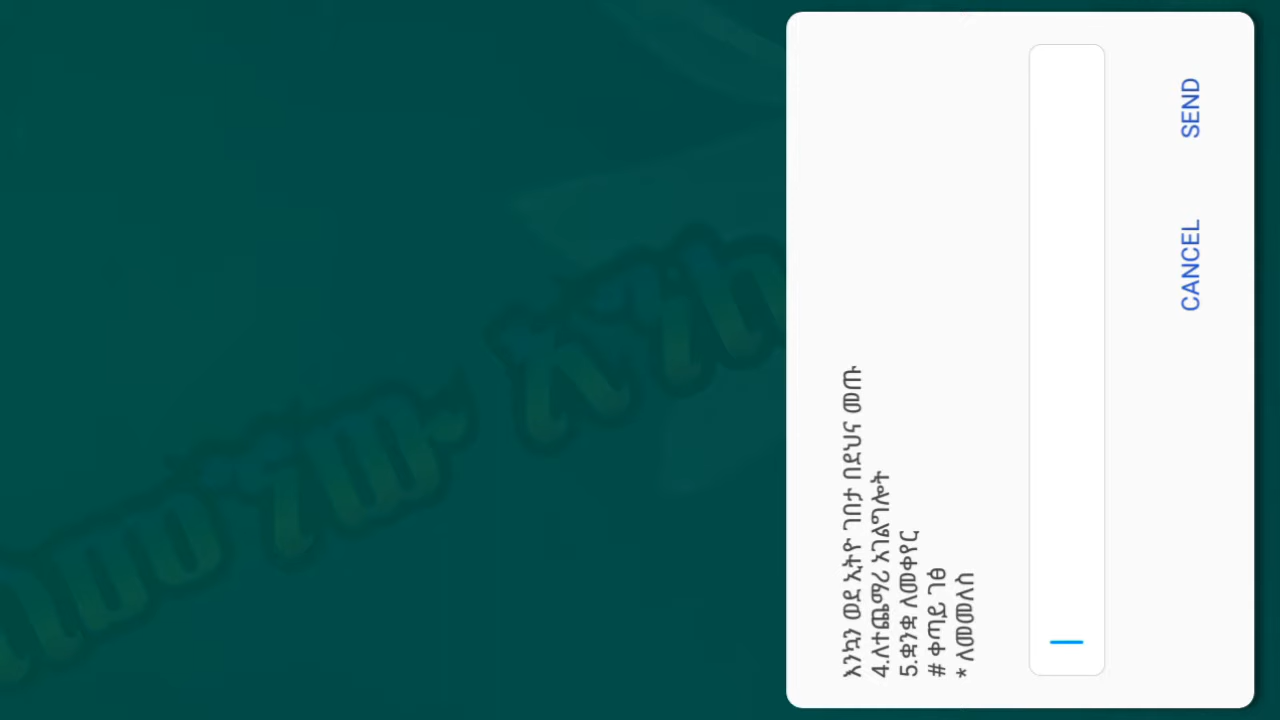 እንኳን ወደ ኢትዮ ገበታ በደህና መጡ
4.ለተጨማሪ አገልግሎት
5.ቋንቋ ለመቀየር
# ቀጣይ ገፅ
* ለመመለስ
CANCEL SEND